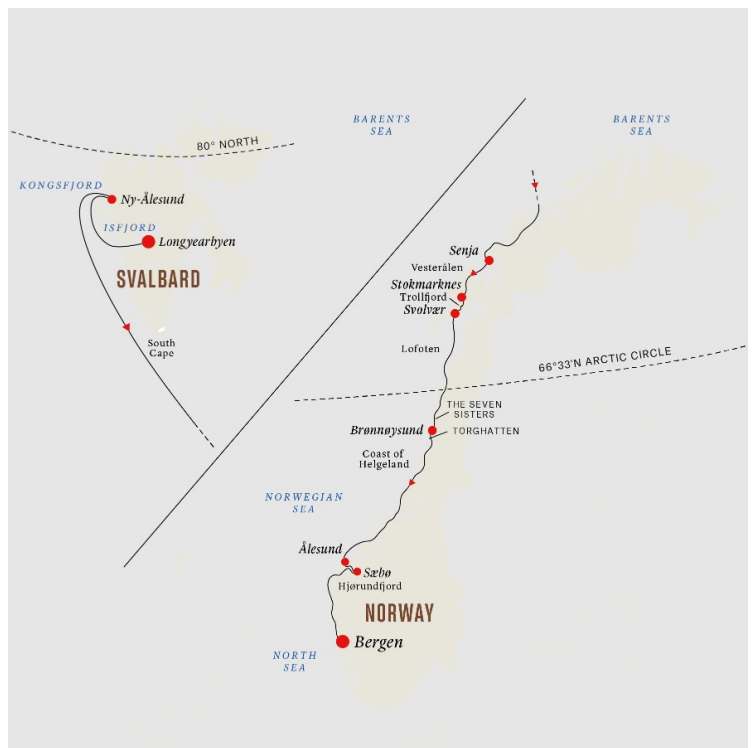 BARENTS
SEA
BARENTS
SEA
80° NORTH
KONGSFJORD
Ny-Ålesund
ISFJORD
Longyearbyen
SVALBARD
South
Cape
Senja
Vesterålen
Stokmarknes
Trollfjord
Svolvær
Lofoten
66°33'N ARCTIC CIRCLE
THE SEVEN
SISTERS
Brønnøysund
TORGHATTEN
Coast of
Helgeland
NORWEGIAN
SEA
Ålesund
Sæbø
Hjørundfjord
NORWAY
Bergen
NORTH
SEA